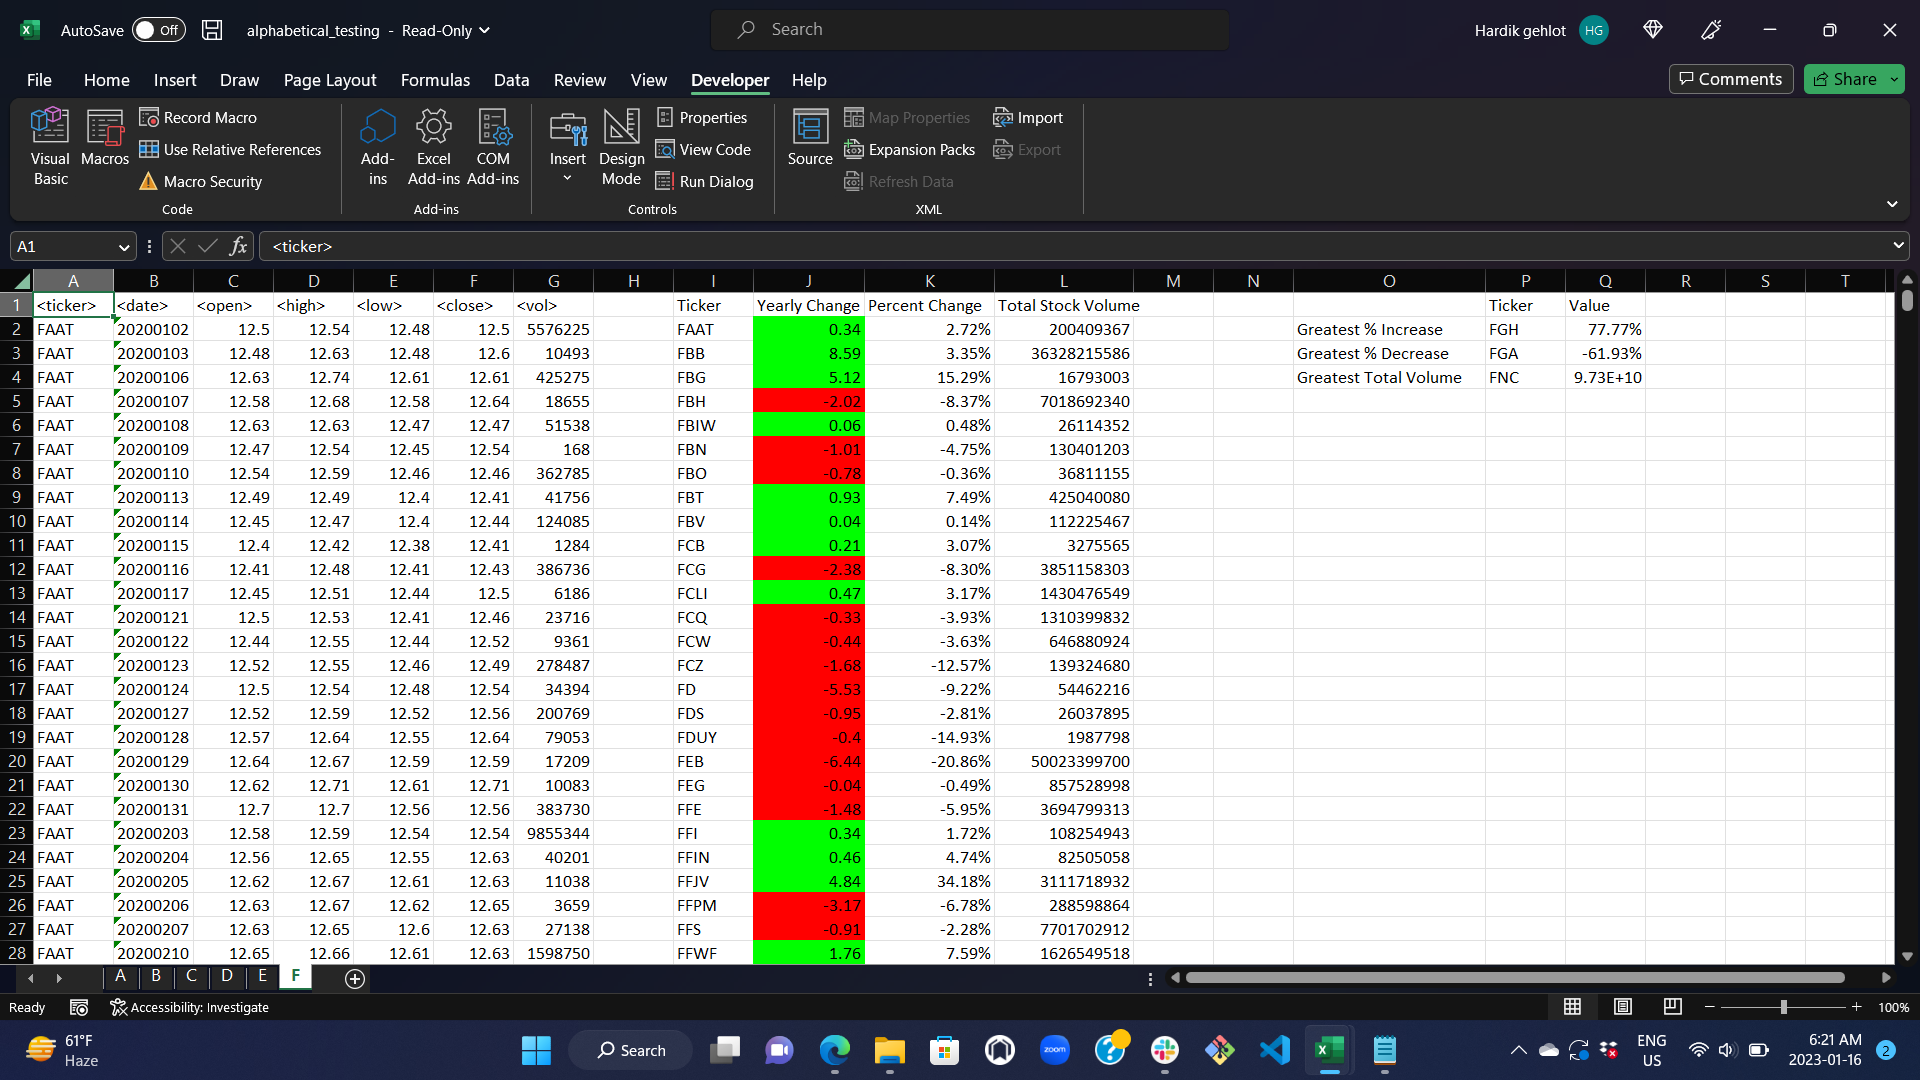 AutoSave Off alphabetical_testing - Read-Only Search Hardik gehlot HG
File Home Insert Draw Page Layout Formulas Data Review View Developer Help Comments Share
Visual Basic
Macros
Record Macro
Use Relative References
Macro Security
Code
Add-ins
Excel Add-ins
COM Add-ins
Add-ins
Insert
Design Mode
Properties
View Code
Run Dialog
Controls
Source
Map Properties
Expansion Packs
Refresh Data
Import
Export
XML
A1 fx <ticker>
A B C D E F G H I J K L M N O P Q R S T
1 <ticker> <date> <open> <high> <low> <close> <vol> Ticker Yearly Change Percent Change Total Stock Volume Ticker Value
2 FAAT 20200102 12.5 12.54 12.48 12.5 5576225 FAAT 0.34 2.72% 200409367 Greatest % Increase FGH 77.77%
3 FAAT 20200103 12.48 12.63 12.48 12.6 10493 FBB 8.59 3.35% 36328215586 Greatest % Decrease FGA -61.93%
4 FAAT 20200106 12.63 12.74 12.61 12.61 425275 FBG 5.12 15.29% 16793003 Greatest Total Volume FNC 9.73E+10
5 FAAT 20200107 12.58 12.68 12.58 12.64 18655 FBH -2.02 -8.37% 7018692340
6 FAAT 20200108 12.63 12.63 12.47 12.47 51538 FBIW 0.06 0.48% 26114352
7 FAAT 20200109 12.47 12.54 12.45 12.54 168 FBN -1.01 -4.75% 130401203
8 FAAT 20200110 12.54 12.59 12.46 12.46 362785 FBO -0.78 -0.36% 36811155
9 FAAT 20200113 12.49 12.49 12.4 12.41 41756 FBT 0.93 7.49% 425040080
10 FAAT 20200114 12.45 12.47 12.4 12.44 124085 FBV 0.04 0.14% 112225467
11 FAAT 20200115 12.4 12.42 12.38 12.41 1284 FCB 0.21 3.07% 3275565
12 FAAT 20200116 12.41 12.48 12.41 12.43 386736 FCG -2.38 -8.30% 3851158303
13 FAAT 20200117 12.45 12.51 12.44 12.5 6186 FCLI 0.47 3.17% 1430476549
14 FAAT 20200121 12.5 12.53 12.41 12.46 23716 FCQ -0.33 -3.93% 1310399832
15 FAAT 20200122 12.44 12.55 12.44 12.52 9361 FCW -0.44 -3.63% 646880924
16 FAAT 20200123 12.52 12.55 12.46 12.49 278487 FCZ -1.68 -12.57% 139324680
17 FAAT 20200124 12.5 12.54 12.48 12.54 34394 FD -5.53 -9.22% 54462216
18 FAAT 20200127 12.52 12.59 12.52 12.56 200769 FDS -0.95 -2.81% 26037895
19 FAAT 20200128 12.57 12.64 12.55 12.64 79053 FDUY -0.4 -14.93% 1987798
20 FAAT 20200129 12.64 12.67 12.59 12.59 17209 FEB -6.44 -20.86% 50023399700
21 FAAT 20200130 12.62 12.71 12.61 12.71 10083 FEG -0.04 -0.49% 857528998
22 FAAT 20200131 12.7 12.7 12.56 12.56 383730 FFE -1.48 -5.95% 3694799313
23 FAAT 20200203 12.58 12.59 12.54 12.54 9855344 FFI 0.34 1.72% 108254943
24 FAAT 20200204 12.56 12.65 12.55 12.63 40201 FFIN 0.46 4.74% 82505058
25 FAAT 20200205 12.62 12.67 12.61 12.63 11038 FFJV 4.84 34.18% 3111718932
26 FAAT 20200206 12.63 12.67 12.62 12.65 3659 FFPM -3.17 -6.78% 288598864
27 FAAT 20200207 12.63 12.65 12.6 12.63 27138 FFS -0.91 -2.28% 7701702912
28 FAAT 20200210 12.65 12.66 12.61 12.63 1598750 FFWF 1.76 7.59% 1626549518
A B C D E F
Ready Accessibility: Investigate 100%
61°F
Haze
Search
zoom
ENG
US
6:21 AM
2023-01-16
2